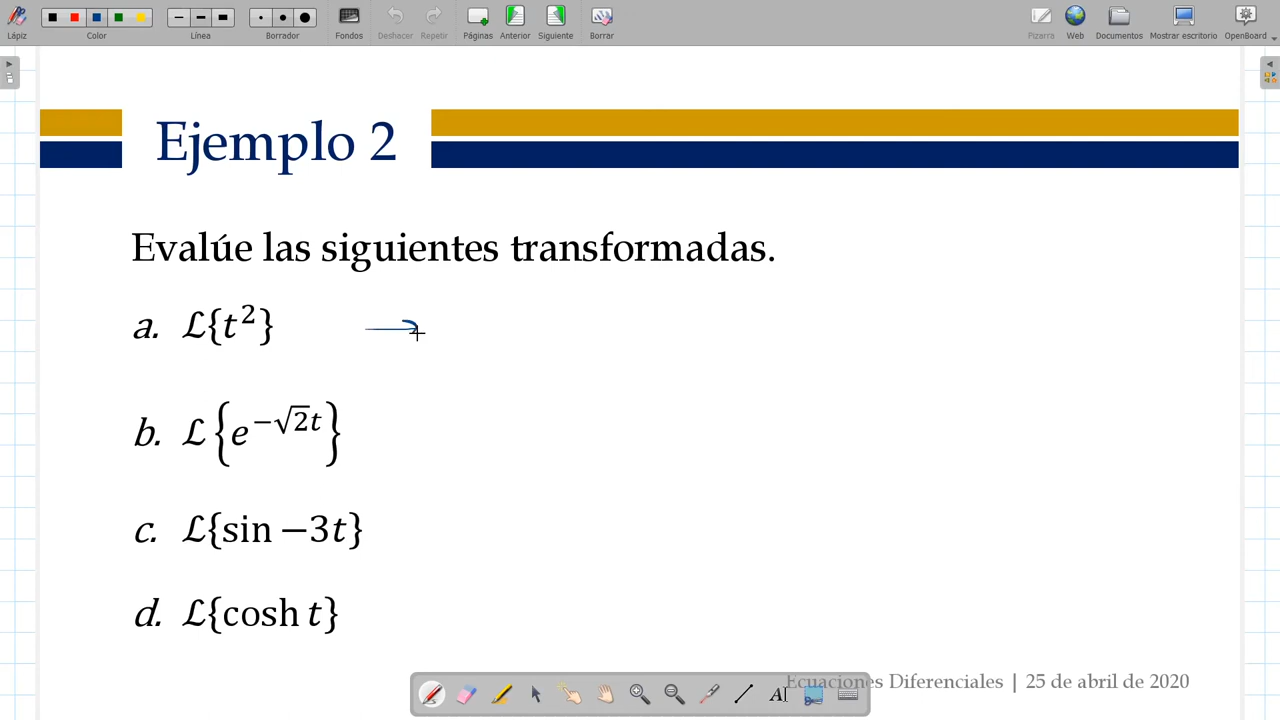 Lápiz Color Línea Borrador Fondos Deshacer Repetir Páginas Anterior Siguiente Borrar Pizarra Web Documentos Mostrar escritorio OpenBoard
Ejemplo 2
Evalúe las siguientes transformadas.
a. ℒ{t²}
b. ℒ{e^{−√2t}}
c. ℒ{sin −3t}
d. ℒ{cosh t}
Ecuaciones Diferenciales | 25 de abril de 2020